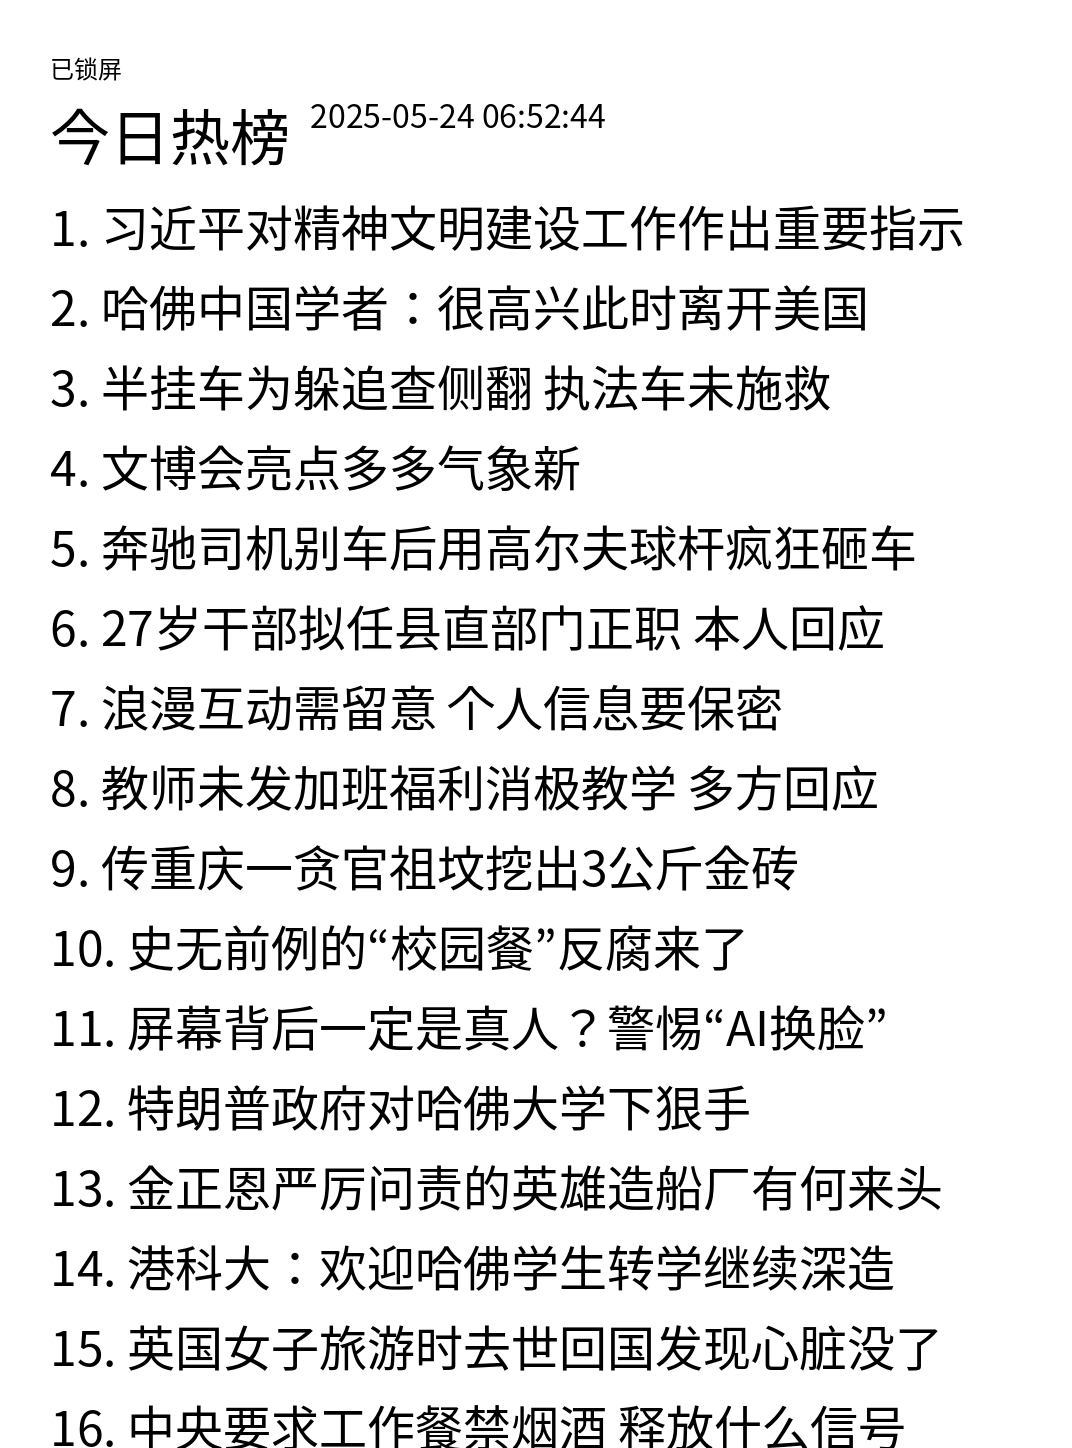 已锁屏
今日热榜 2025-05-24 06:52:44
1. 习近平对精神文明建设工作作出重要指示
2. 哈佛中国学者：很高兴此时离开美国
3. 半挂车为躲追查侧翻 执法车未施救
4. 文博会亮点多多气象新
5. 奔驰司机别车后用高尔夫球杆疯狂砸车
6. 27岁干部拟任县直部门正职 本人回应
7. 浪漫互动需留意 个人信息要保密
8. 教师未发加班福利消极教学 多方回应
9. 传重庆一贪官祖坟挖出3公斤金砖
10. 史无前例的“校园餐”反腐来了
11. 屏幕背后一定是真人？警惕“AI换脸”
12. 特朗普政府对哈佛大学下狠手
13. 金正恩严厉问责的英雄造船厂有何来头
14. 港科大：欢迎哈佛学生转学继续深造
15. 英国女子旅游时去世回国发现心脏没了
16. 中央要求工作餐禁烟酒 释放什么信号